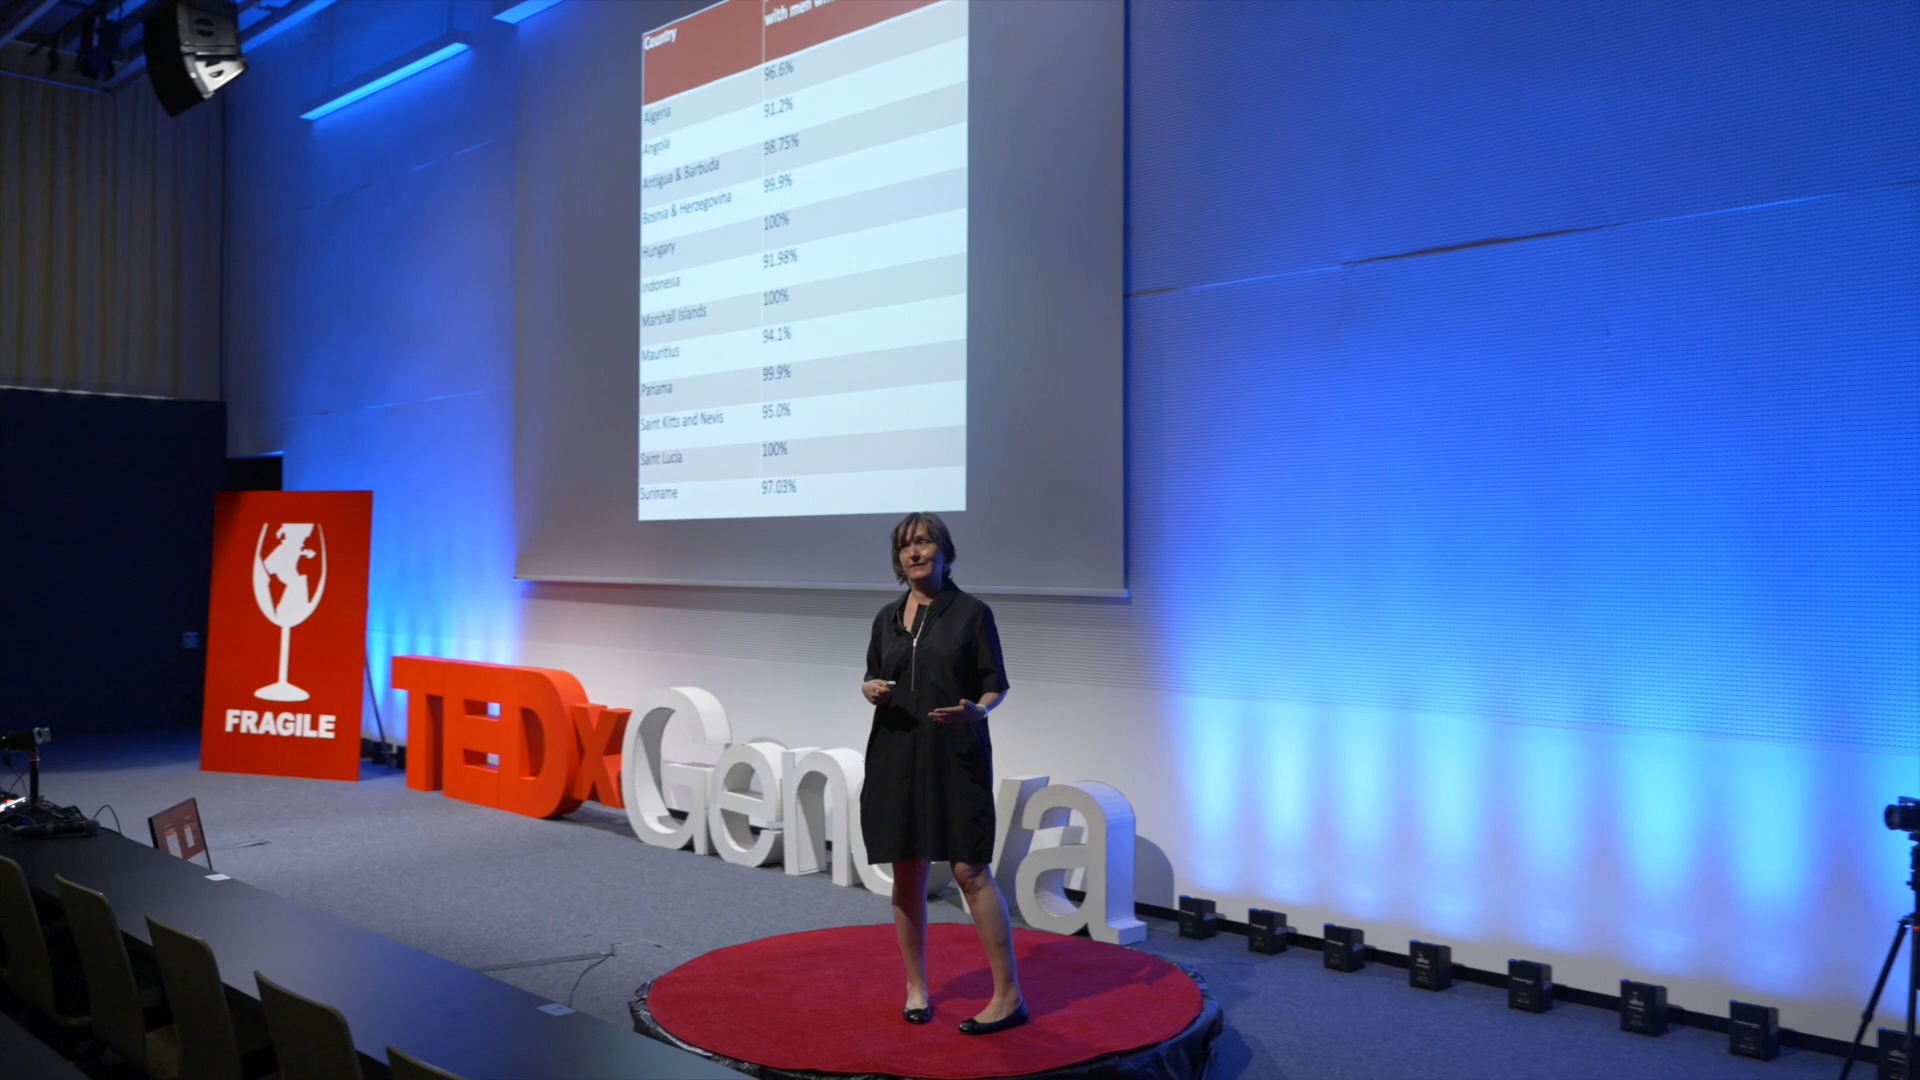 Country with men
Algeria 96.6%
Angola 91.2%
Antigua & Barbuda 98.75%
Bosnia & Herzegovina 99.9%
Hungary 100%
Indonesia 91.98%
Marshall Islands 100%
Mauritius 94.1%
Panama 99.9%
Saint Kitts and Nevis 95.0%
Saint Lucia 100%
Suriname 97.03%
FRAGILE
TEDxGeneva